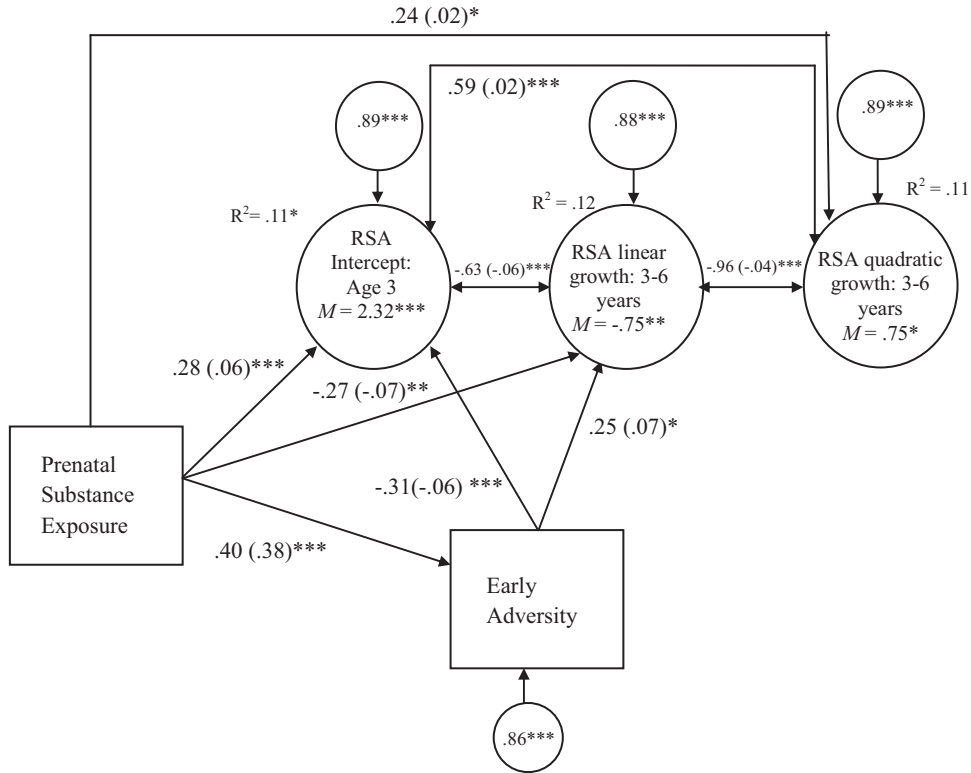 .24 (.02)*
.59 (.02)***
.89***
.88***
.89***
R²= .11*
R² = .12
R² = .11
RSA
Intercept:
Age 3
M = 2.32***
-.63 (-.06)***
RSA linear
growth: 3-6
years
M = -.75**
-.96 (-.04)***
RSA quadratic
growth: 3-6
years
M = .75*
.28 (.06)***
-.27 (-.07)**
.25 (.07)*
Prenatal
Substance
Exposure
-.31(-.06) ***
.40 (.38)***
Early
Adversity
.86***